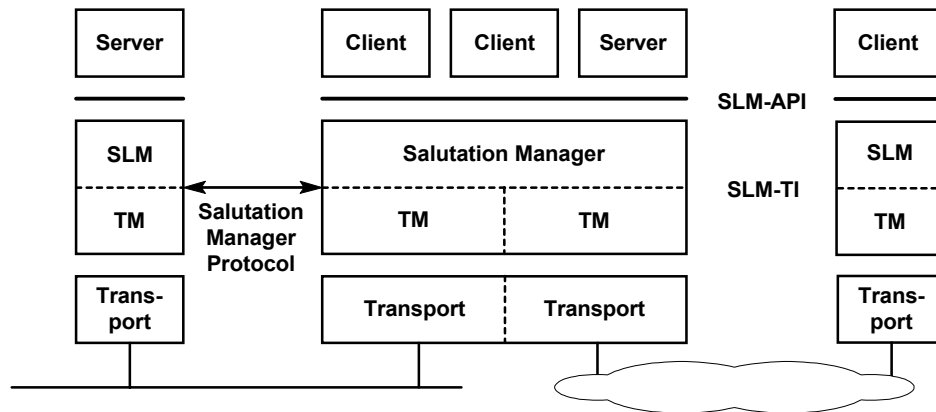 Server
Client
Client
Server
Client
SLM-API
SLM
Salutation Manager
SLM
SLM-TI
TM
Salutation
Manager
Protocol
TM
TM
TM
Trans-
port
Transport
Transport
Trans-
port